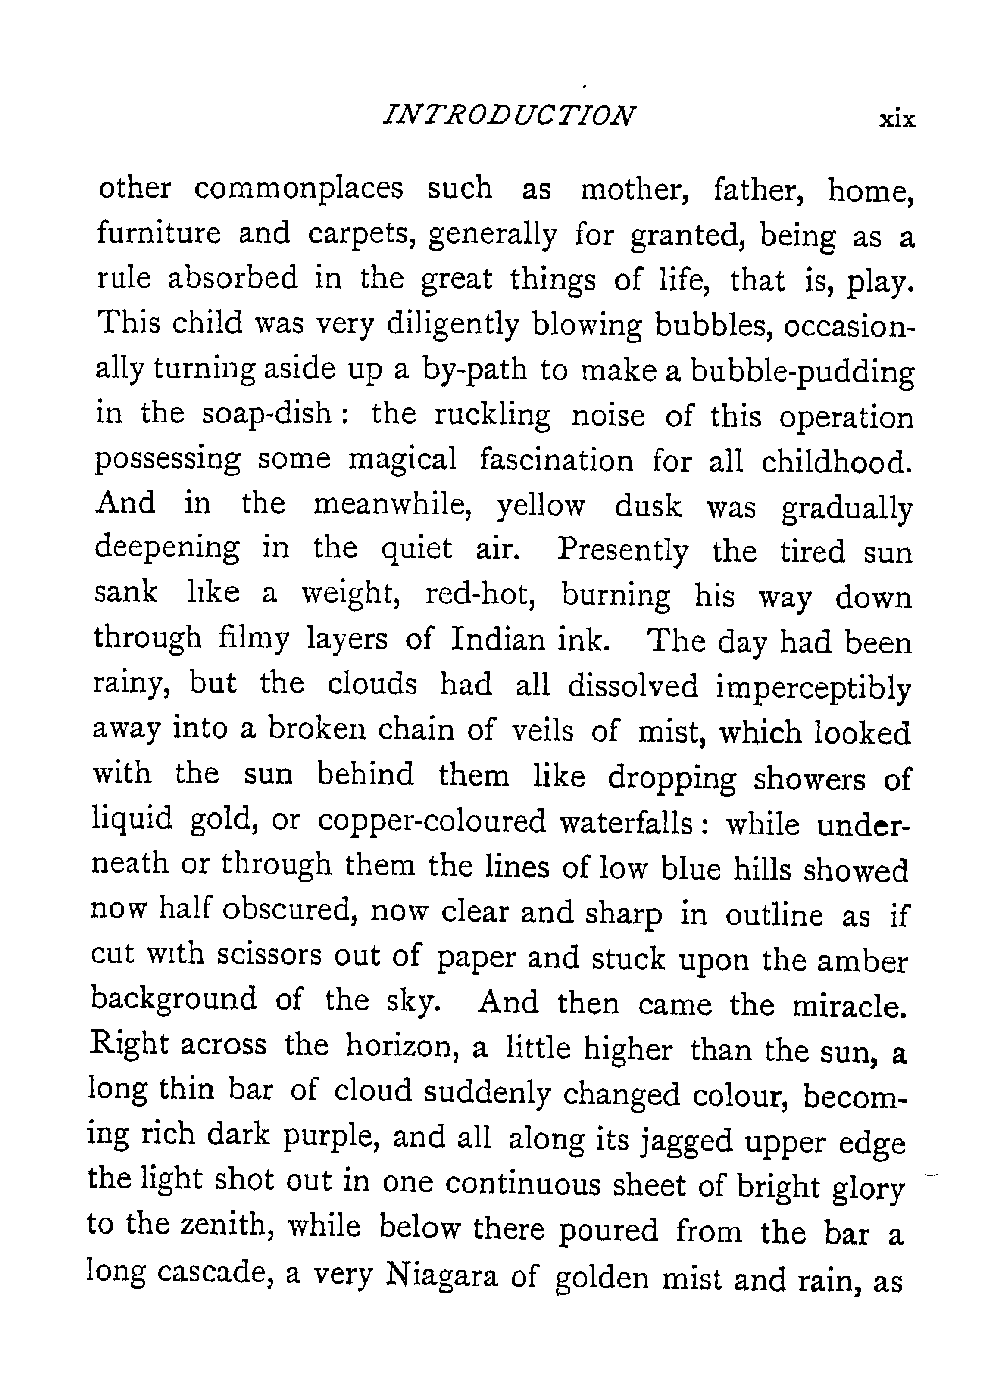 INTRODUCTION xix
other commonplaces such as mother, father, home,
furniture and carpets, generally for granted, being as a
rule absorbed in the great things of life, that is, play.
This child was very diligently blowing bubbles, occasion-
ally turning aside up a by-path to make a bubble-pudding
in the soap-dish : the ruckling noise of this operation
possessing some magical fascination for all childhood.
And in the meanwhile, yellow dusk was gradually
deepening in the quiet air. Presently the tired sun
sank like a weight, red-hot, burning his way down
through filmy layers of Indian ink. The day had been
rainy, but the clouds had all dissolved imperceptibly
away into a broken chain of veils of mist, which looked
with the sun behind them like dropping showers of
liquid gold, or copper-coloured waterfalls : while under-
neath or through them the lines of low blue hills showed
now half obscured, now clear and sharp in outline as if
cut with scissors out of paper and stuck upon the amber
background of the sky. And then came the miracle.
Right across the horizon, a little higher than the sun, a
long thin bar of cloud suddenly changed colour, becom-
ing rich dark purple, and all along its jagged upper edge
the light shot out in one continuous sheet of bright glory
to the zenith, while below there poured from the bar a
long cascade, a very Niagara of golden mist and rain, as